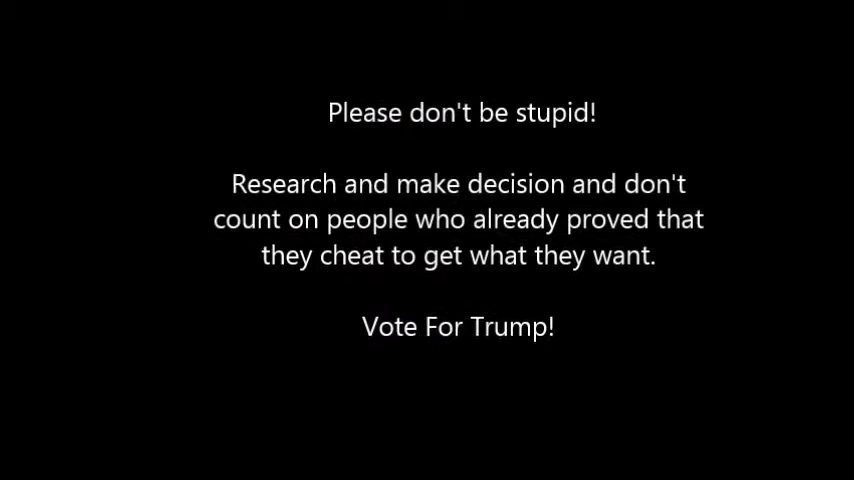 Please don't be stupid!
Research and make decision and don't
count on people who already proved that
they cheat to get what they want.
Vote For Trump!